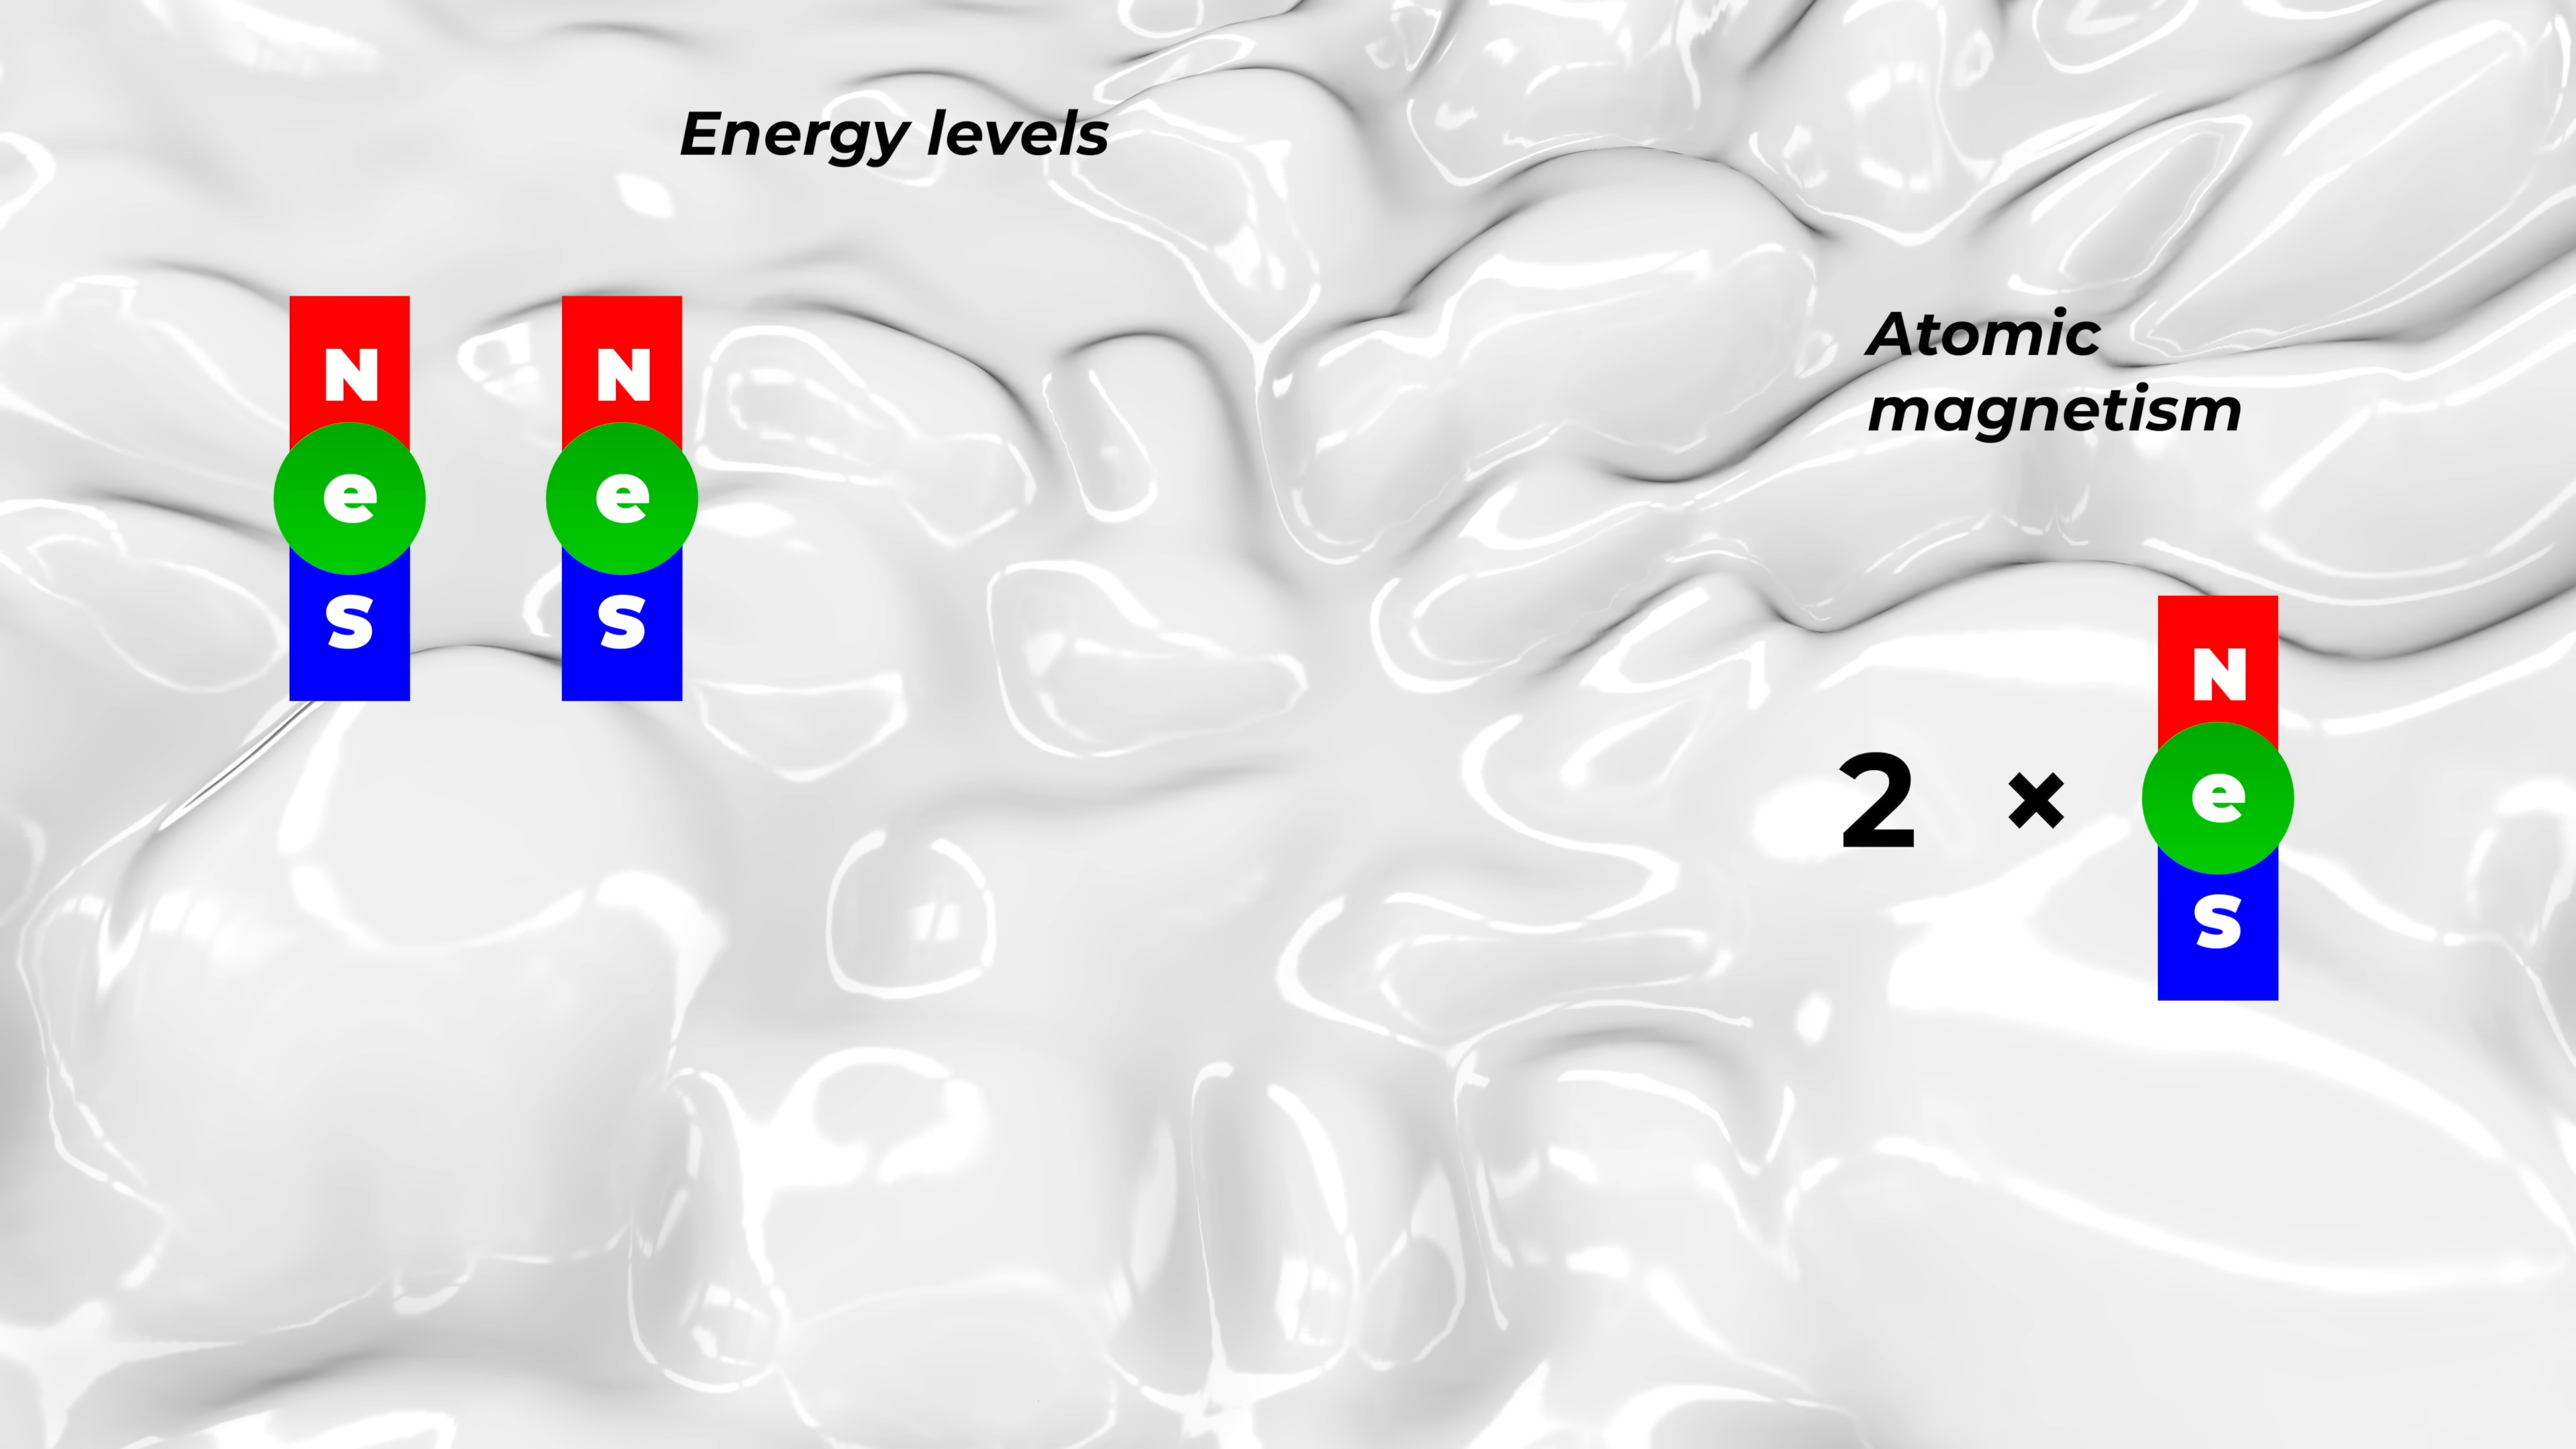 Energy levels
N N
e e
S S
Atomic
magnetism
N
2 × e
S